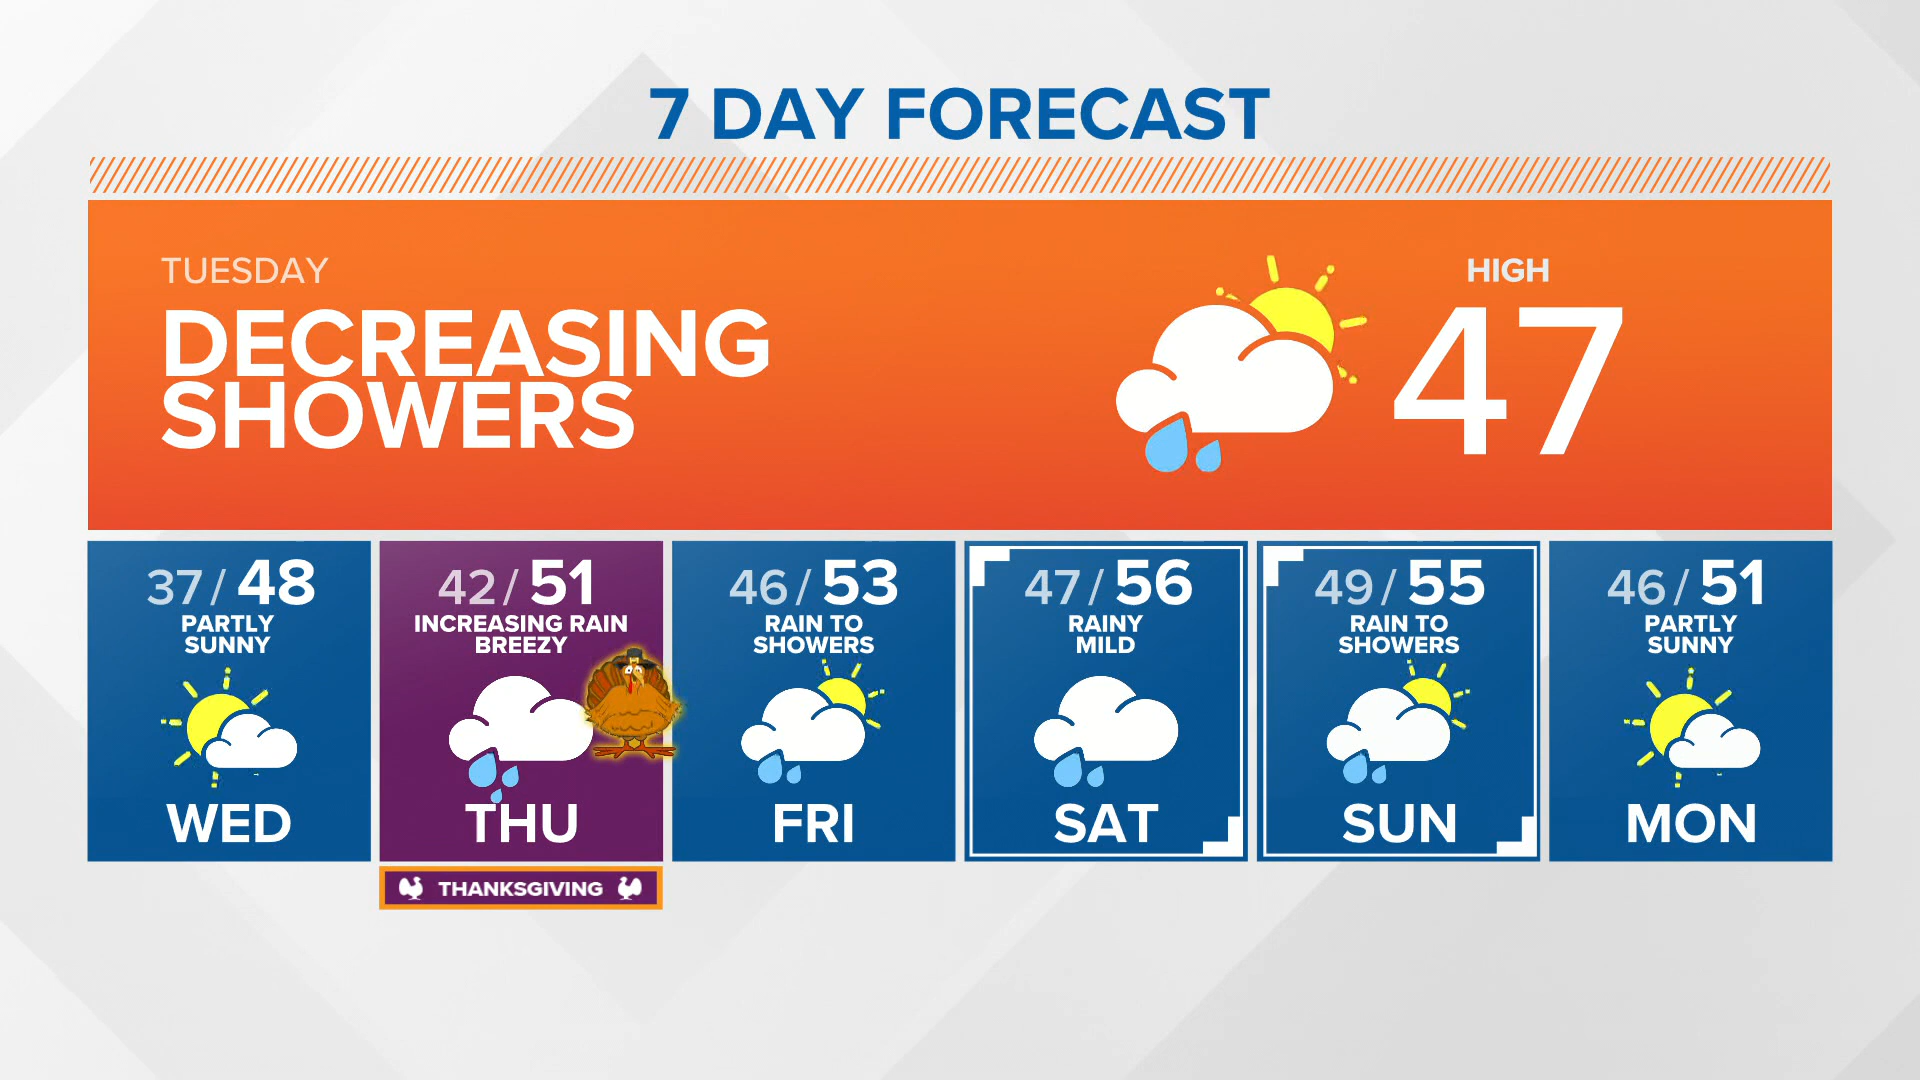 7 DAY FORECAST
TUESDAY
DECREASING
SHOWERS
HIGH
47
37/48
PARTLY
SUNNY
WED
42/51
INCREASING RAIN
BREEZY
THU
THANKSGIVING
46/53
RAIN TO
SHOWERS
FRI
47/56
RAINY
MILD
SAT
49/55
RAIN TO
SHOWERS
SUN
46/51
PARTLY
SUNNY
MON